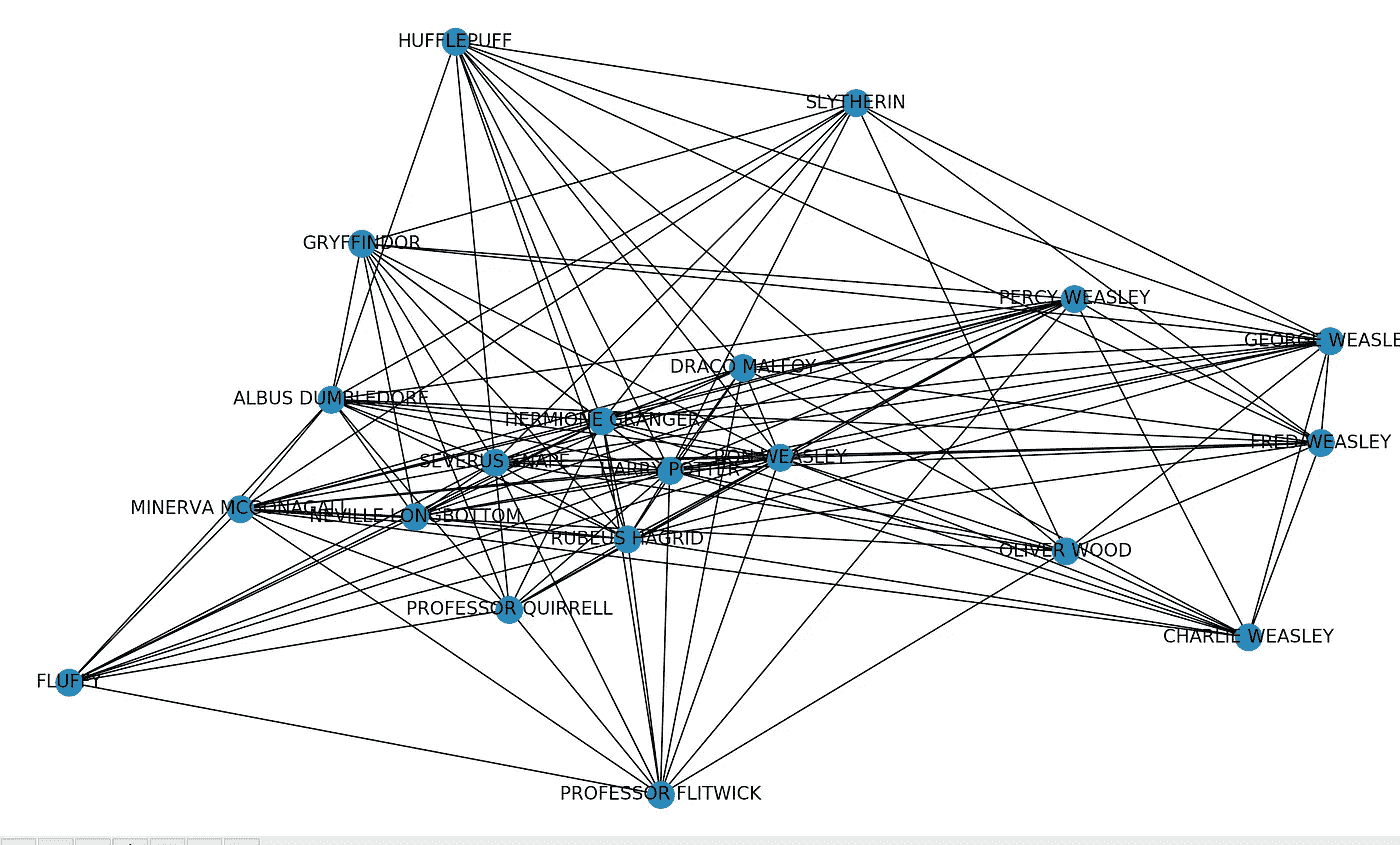 HUFFLEPUFF
SLYTHERIN
GRYFFINDOR
PERCY WEASLEY
GEORGE WEASLE
DRACO MALFOY
ALBUS DUMBLEDORE
HERMIONE GRANGER
FRED WEASLEY
SEVERUS SNAPE
HARRY POTTER
RON WEASLEY
MINERVA MCGONAGALL
NEVILLE LONGBOTTOM
RUBEUS HAGRID
OLIVER WOOD
PROFESSOR QUIRRELL
CHARLIE WEASLEY
FLUFFY
PROFESSOR FLITWICK